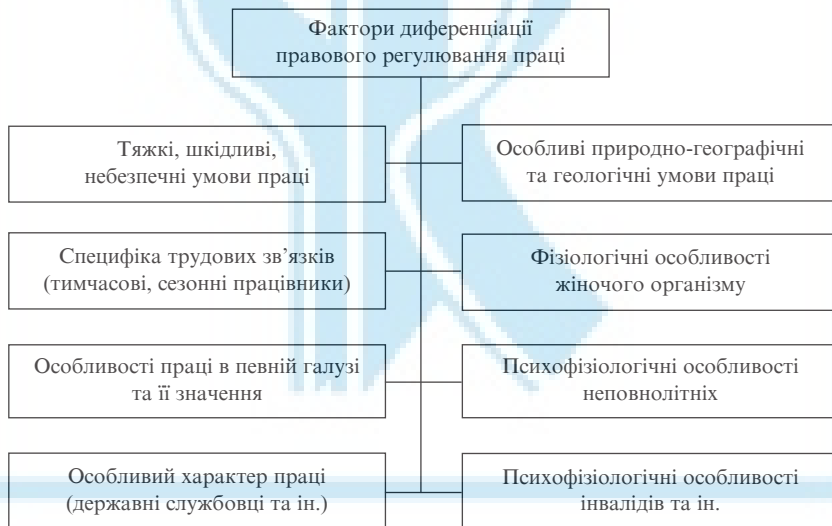 Фактори диференціації
правового регулювання праці
Тяжкі, шкідливі,
небезпечні умови праці
Особливі природно-географічні
та геологічні умови праці
Специфіка трудових зв’язків
(тимчасові, сезонні працівники)
Фізіологічні особливості
жіночого організму
Особливості праці в певній галузі
та її значення
Психофізіологічні особливості
неповнолітніх
Особливий характер праці
(державні службовці та ін.)
Психофізіологічні особливості
інвалідів та ін.